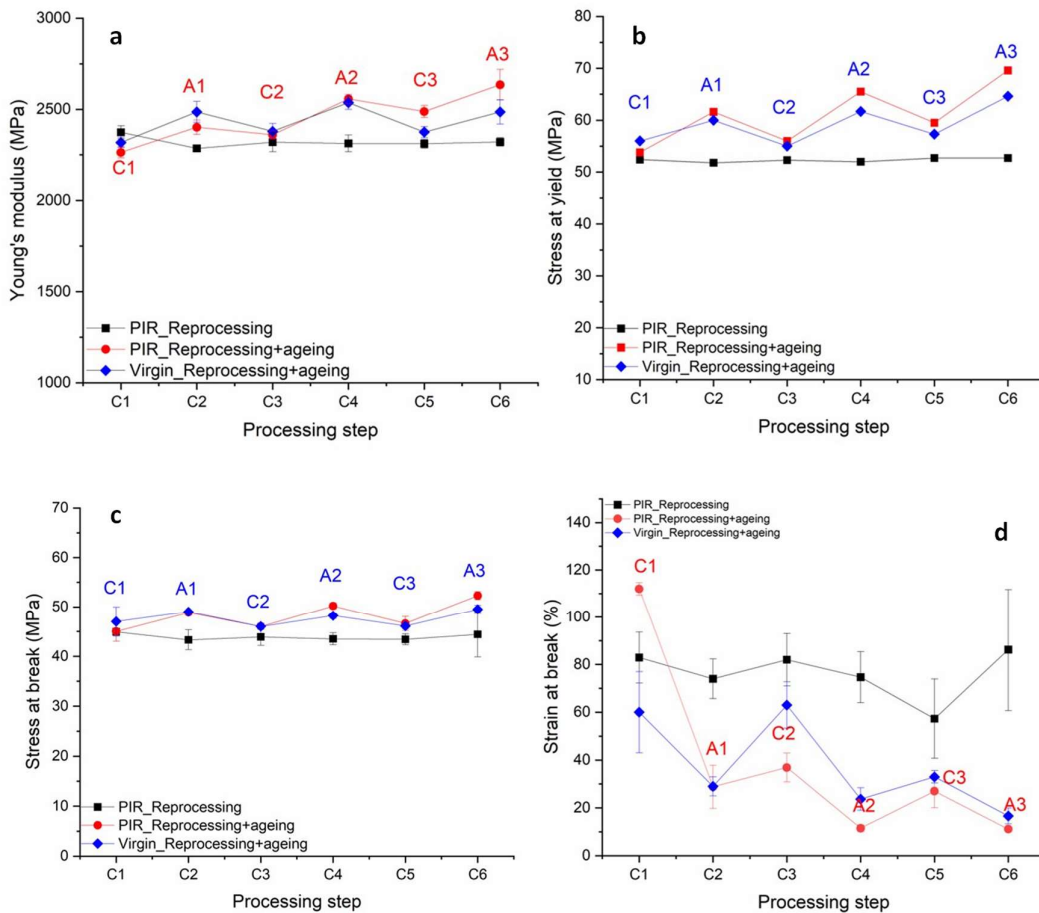 a
3000
2500
2000
1500
1000
Young's modulus (MPa)
C1
A1
C2
A2
C3
A3
PIR_Reprocessing
PIR_Reprocessing+ageing
Virgin_Reprocessing+ageing
C1 C2 C3 C4 C5 C6
Processing step
b
80
70
60
50
40
30
20
10
Stress at yield (MPa)
C1
A1
C2
A2
C3
A3
PIR_Reprocessing
PIR_Reprocessing+ageing
Virgin_Reprocessing+ageing
C1 C2 C3 C4 C5 C6
Processing step
c
70
60
50
40
30
20
10
0
Stress at break (MPa)
C1
A1
C2
A2
C3
A3
PIR_Reprocessing
PIR_Reprocessing+ageing
Virgin_Reprocessing+ageing
C1 C2 C3 C4 C5 C6
Processing step
PIR_Reprocessing
PIR_Reprocessing+ageing
Virgin_Reprocessing+ageing
d
140
120
100
80
60
40
20
0
Strain at break (%)
C1
A1
C2
A2
C3
A3
C1 C2 C3 C4 C5 C6
Processing step